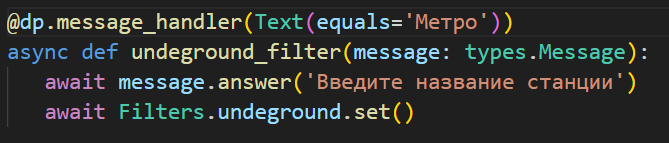 @dp.message_handler(Text(equals='Метро'))
async def undeground_filter(message: types.Message):
await message.answer('Введите название станции')
await Filters.undeground.set()